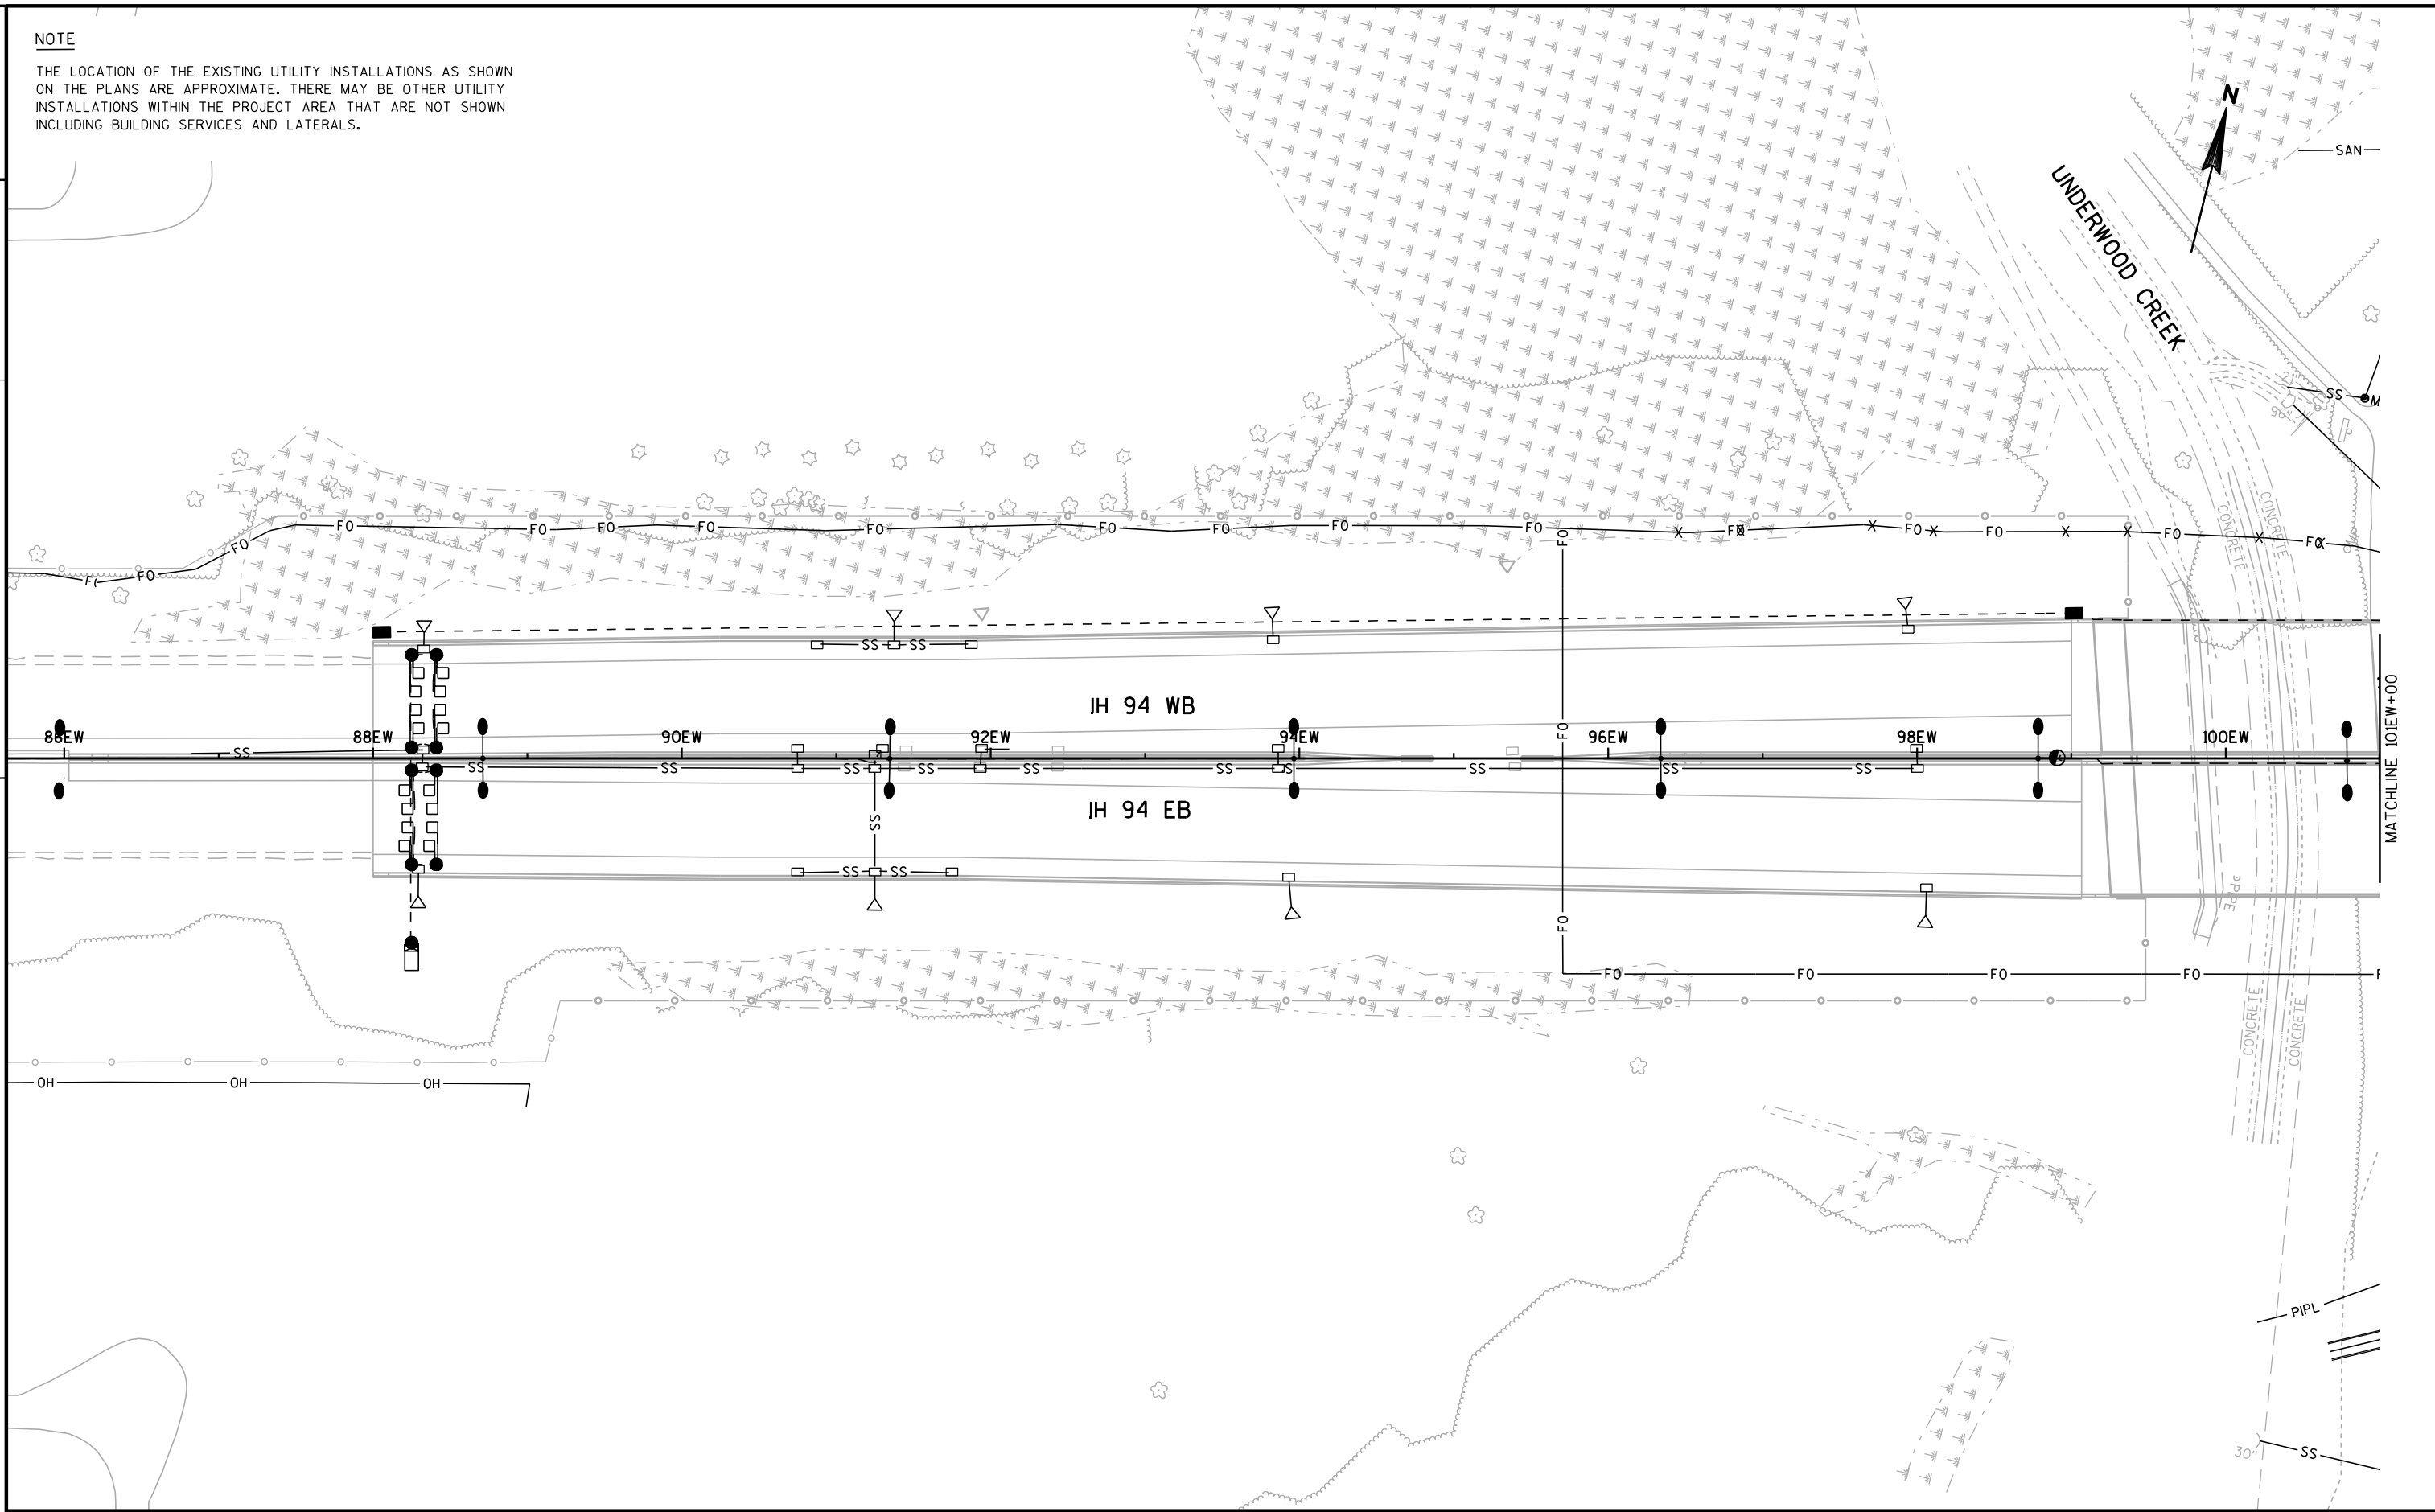 NOTE
THE LOCATION OF THE EXISTING UTILITY INSTALLATIONS AS SHOWN
ON THE PLANS ARE APPROXIMATE. THERE MAY BE OTHER UTILITY
INSTALLATIONS WITHIN THE PROJECT AREA THAT ARE NOT SHOWN
INCLUDING BUILDING SERVICES AND LATERALS.
N
SAN
UNDERWOOD CREEK
SS
CONCRETE
CONCRETE
FO FO FO FO FO FO FO FO FO FO FO FO FO
FO
FO
SS SS
IH 94 WB
FO
86EW 88EW 90EW 92EW 94EW 96EW 98EW 100EW
MATCHLINE 101EW+00
SS
SS SS SS SS SS SS SS SS SS
IH 94 EB
SS
SS SS
PIPE
FO
FO FO FO FO
CONCRETE
CONCRETE
OH OH OH
PIPL
30"
SS